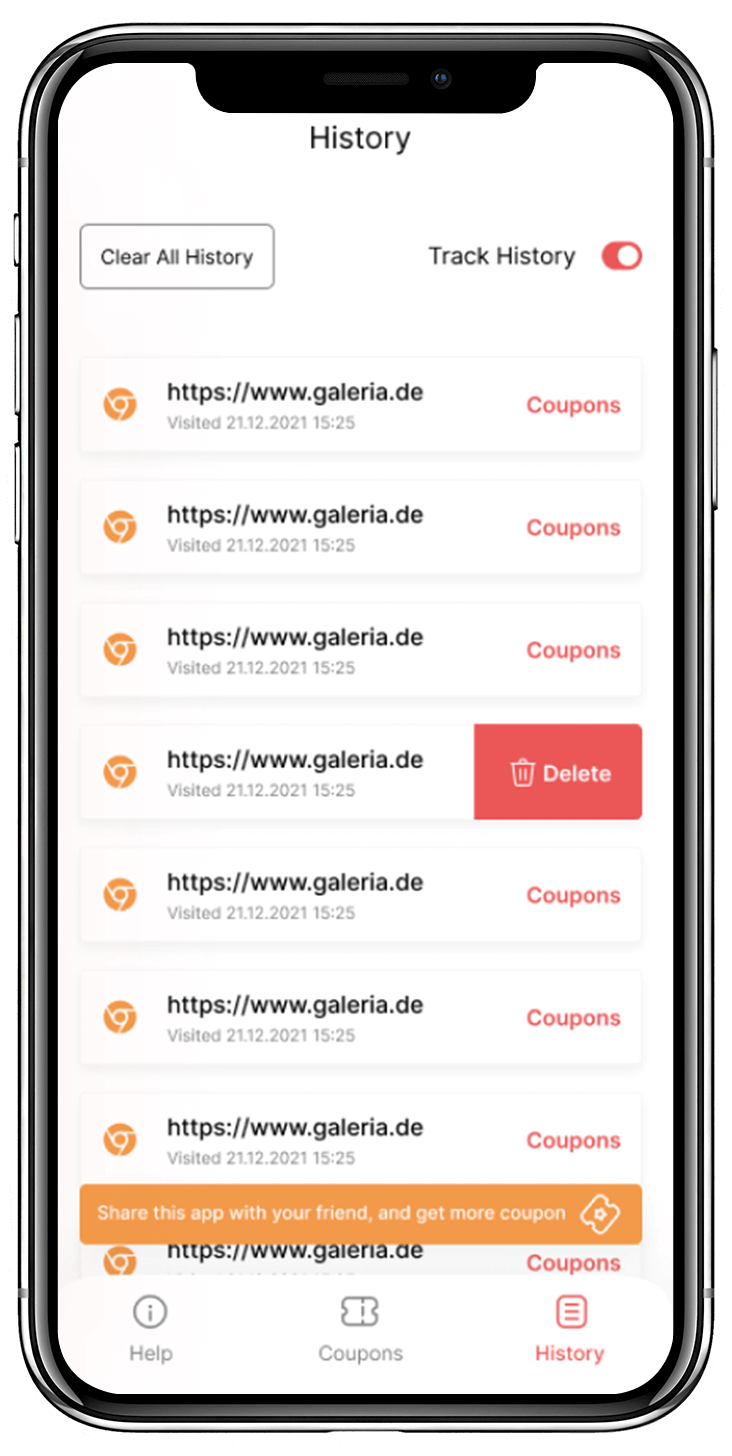 History
Clear All History
Track History
https://www.galeria.de
Visited 21.12.2021 15:25
Coupons
https://www.galeria.de
Visited 21.12.2021 15:25
Coupons
https://www.galeria.de
Visited 21.12.2021 15:25
Coupons
https://www.galeria.de
Visited 21.12.2021 15:25
Delete
https://www.galeria.de
Visited 21.12.2021 15:25
Coupons
https://www.galeria.de
Visited 21.12.2021 15:25
Coupons
https://www.galeria.de
Visited 21.12.2021 15:25
Coupons
Share this app with your friend, and get more coupon
https://www.galeria.de
Coupons
Help
Coupons
History